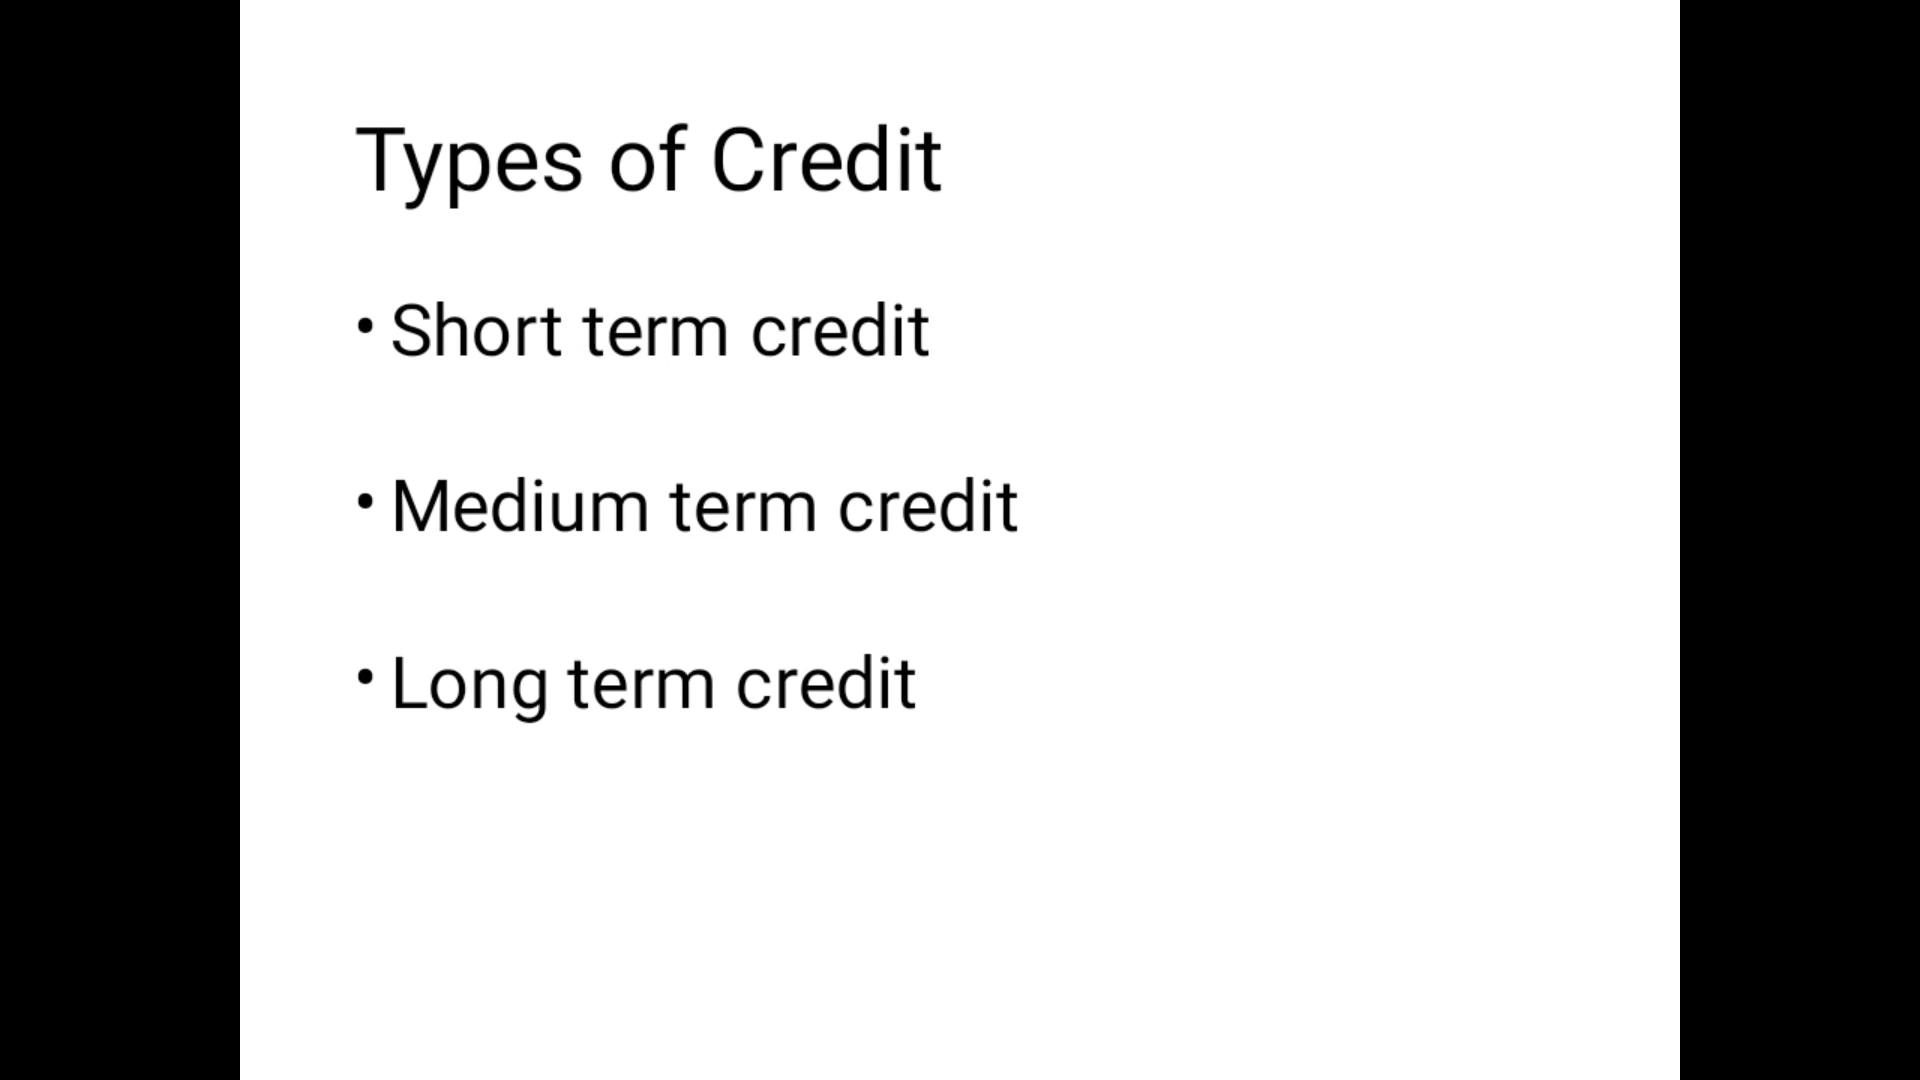 Types of Credit
• Short term credit
• Medium term credit
• Long term credit